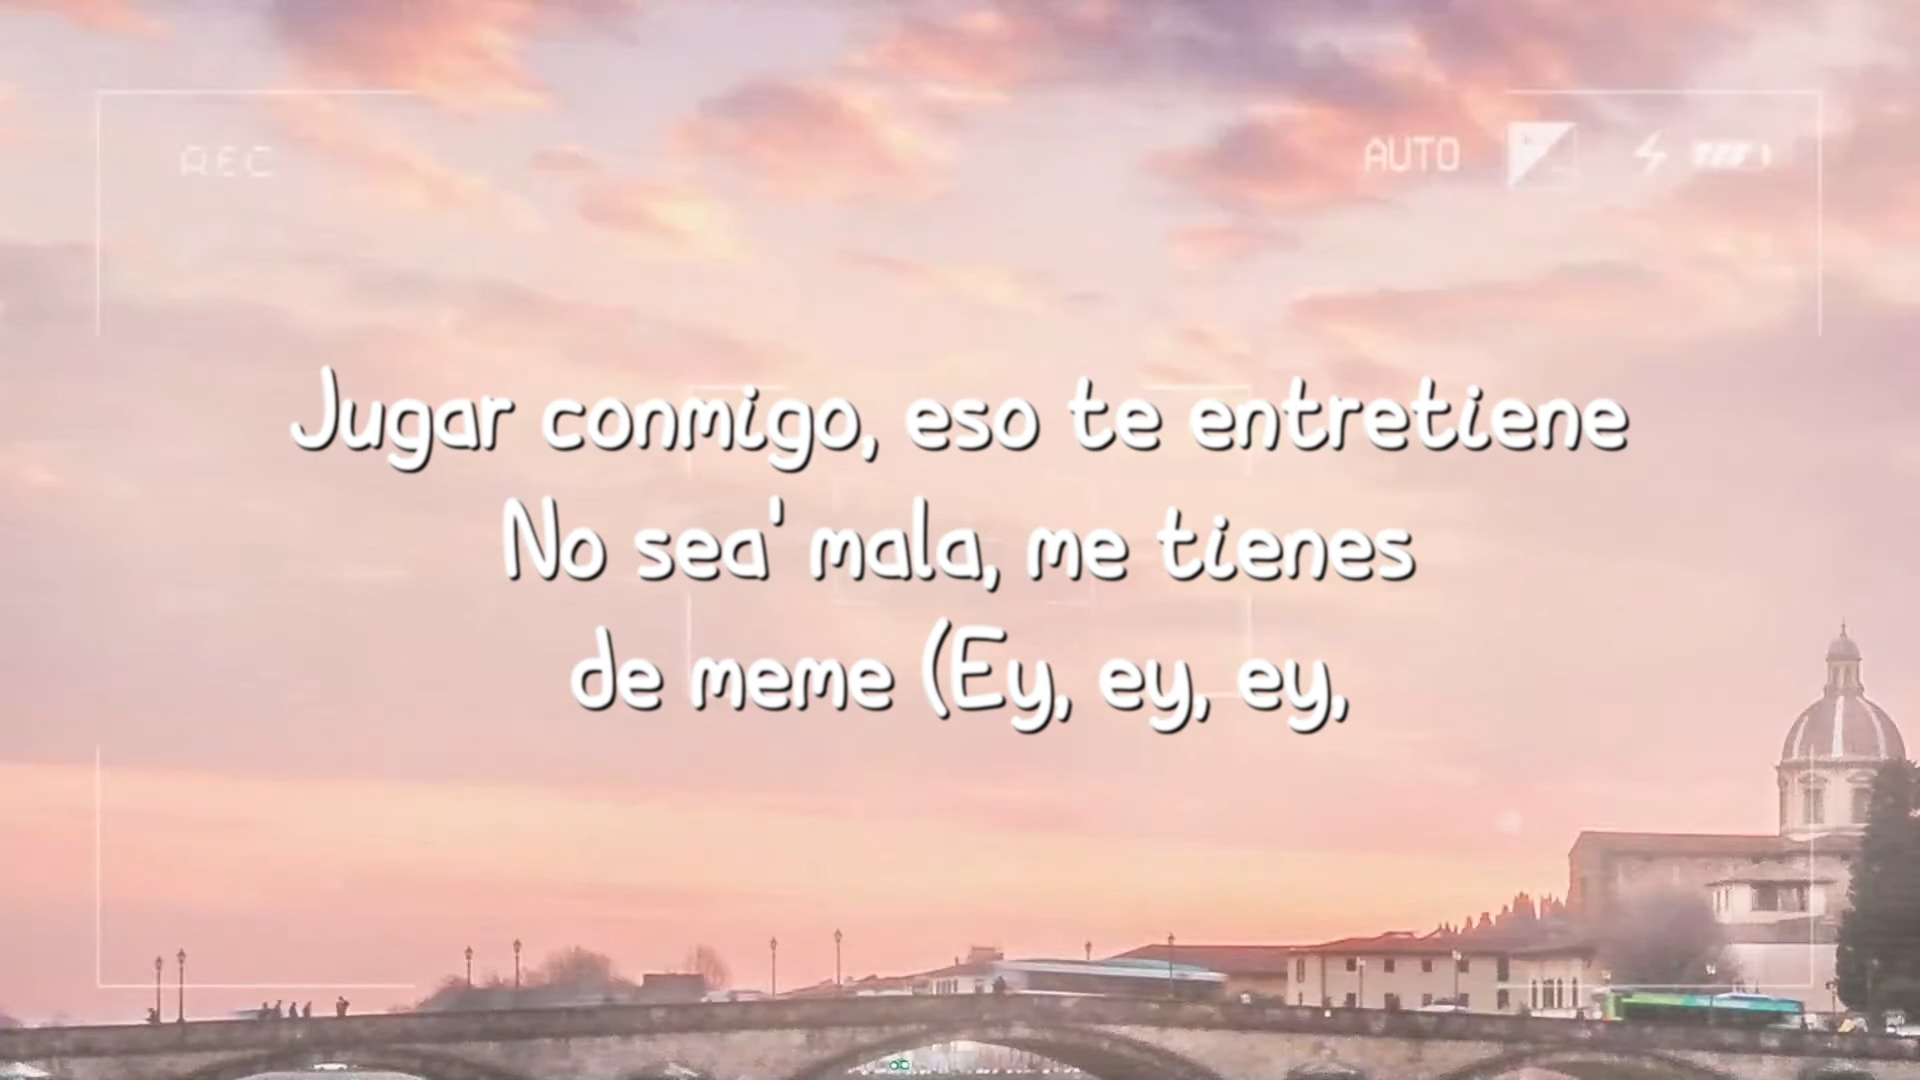 REC
AUTO
Jugar conmigo, eso te entretiene
No sea' mala, me tienes
de meme (Ey, ey, ey,